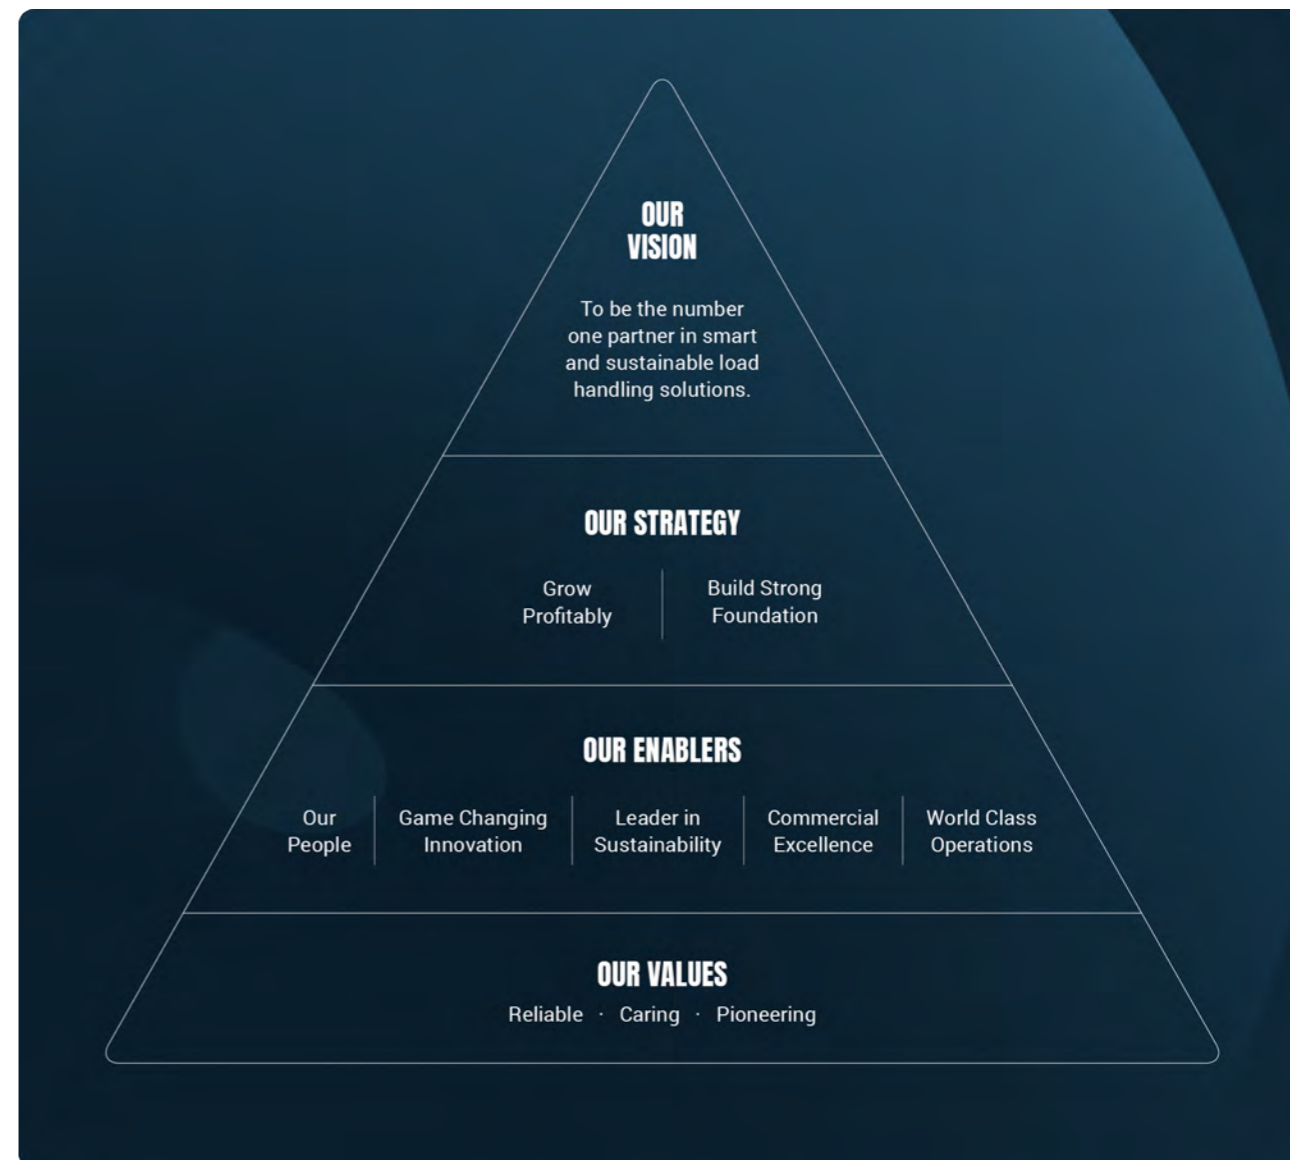 OUR
VISION
To be the number
one partner in smart
and sustainable load
handling solutions.
OUR STRATEGY
Grow
Profitably
Build Strong
Foundation
OUR ENABLERS
Our
People
Game Changing
Innovation
Leader in
Sustainability
Commercial
Excellence
World Class
Operations
OUR VALUES
Reliable · Caring · Pioneering